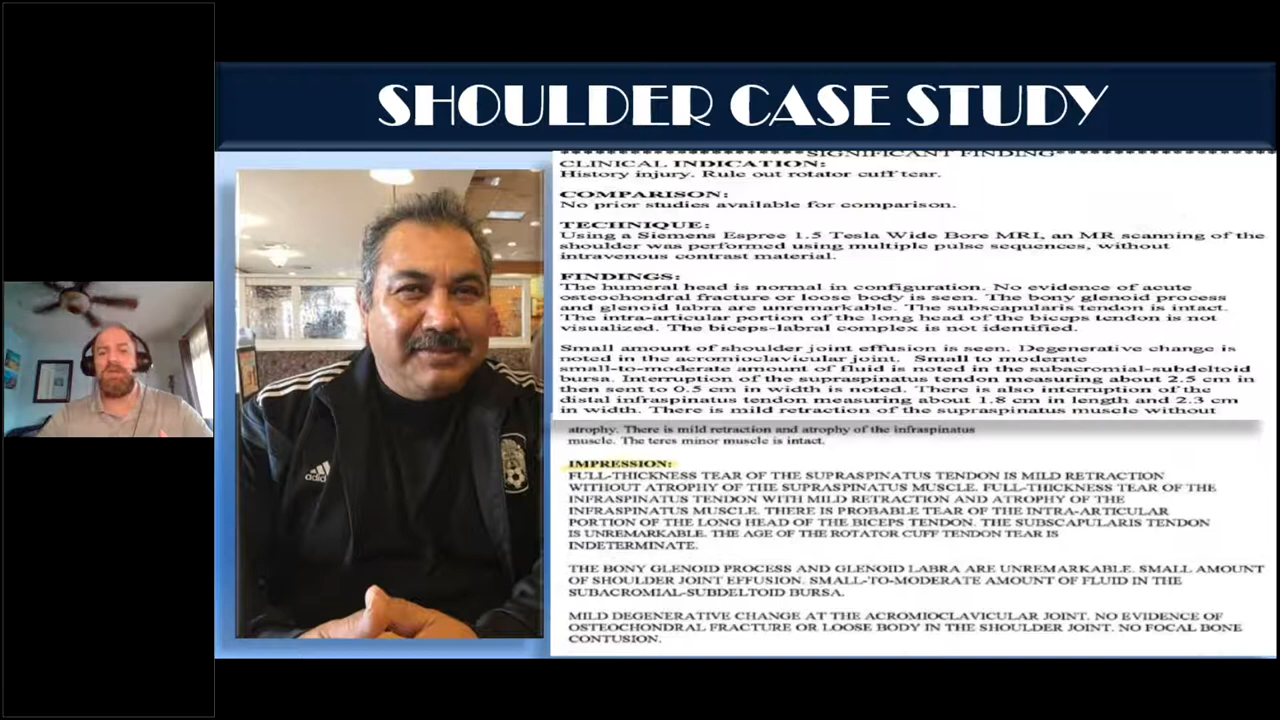 SHOULDER CASE STUDY
SIGNIFICANT FINDING
CLINICAL INDICATION:
History injury. Rule out rotator cuff tear.
COMPARISON:
No prior studies available for comparison.
TECHNIQUE:
Using a Siemens Espree 1.5 Tesla Wide Bore MRI, an MR scanning of the
shoulder was performed using multiple pulse sequences, without
intravenous contrast material.
FINDINGS:
The humeral head is normal in configuration. No evidence of acute
osteochondral fracture or loose body is seen. The bony glenoid process
and glenoid labra are unremarkable. The subscapularis tendon is intact.
The intra-articular portion of the long head of the biceps tendon is not
visualized. The biceps-labral complex is not identified.
Small amount of shoulder joint effusion is seen. Degenerative change is
noted in the acromioclavicular joint. Small to moderate
small-to-moderate amount of fluid is noted in the subacromial-subdeltoid
bursa. Interruption of the supraspinatus tendon measuring about 2.5 cm in
then sent to 0.5 cm in width is noted. There is also interruption of the
distal infraspinatus tendon measuring about 1.8 cm in length and 2.3 cm
in width. There is mild retraction of the supraspinatus muscle without
atrophy. There is mild retraction and atrophy of the infraspinatus
muscle. The teres minor muscle is intact.
IMPRESSION:
FULL-THICKNESS TEAR OF THE SUPRASPINATUS TENDON IS MILD RETRACTION
WITHOUT ATROPHY OF THE SUPRASPINATUS MUSCLE. FULL-THICKNESS TEAR OF THE
INFRASPINATUS TENDON WITH MILD RETRACTION AND ATROPHY OF THE
INFRASPINATUS MUSCLE. THERE IS PROBABLE TEAR OF THE INTRA-ARTICULAR
PORTION OF THE LONG HEAD OF THE BICEPS TENDON. THE SUBSCAPULARIS TENDON
IS UNREMARKABLE. THE AGE OF THE ROTATOR CUFF TENDON TEAR IS
INDETERMINATE.
THE BONY GLENOID PROCESS AND GLENOID LABRA ARE UNREMARKABLE. SMALL AMOUNT
OF SHOULDER JOINT EFFUSION. SMALL-TO-MODERATE AMOUNT OF FLUID IN THE
SUBACROMIAL-SUBDELTOID BURSA.
MILD DEGENERATIVE CHANGE AT THE ACROMIOCLAVICULAR JOINT. NO EVIDENCE OF
OSTEOCHONDRAL FRACTURE OR LOOSE BODY IN THE SHOULDER JOINT. NO FOCAL BONE
CONTUSION.
adidas